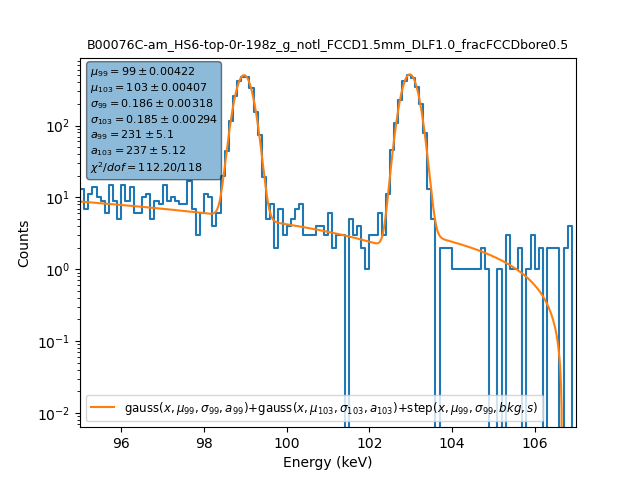 B00076C-am_HS6-top-0r-198z_g_notl_FCCD1.5mm_DLF1.0_fracFCCDbore0.5
μ₉₉ = 99 ± 0.00422
μ₁₀₃ = 103 ± 0.00407
σ₉₉ = 0.186 ± 0.00318
σ₁₀₃ = 0.185 ± 0.00294
a₉₉ = 231 ± 5.1
a₁₀₃ = 237 ± 5.12
χ²/dof = 112.20/118
10²
10¹
10⁰
10⁻¹
10⁻²
Counts
gauss(x, μ₉₉, σ₉₉, a₉₉)+gauss(x, μ₁₀₃, σ₁₀₃, a₁₀₃)+step(x, μ₉₉, σ₉₉, bkg, s)
96 98 100 102 104 106
Energy (keV)